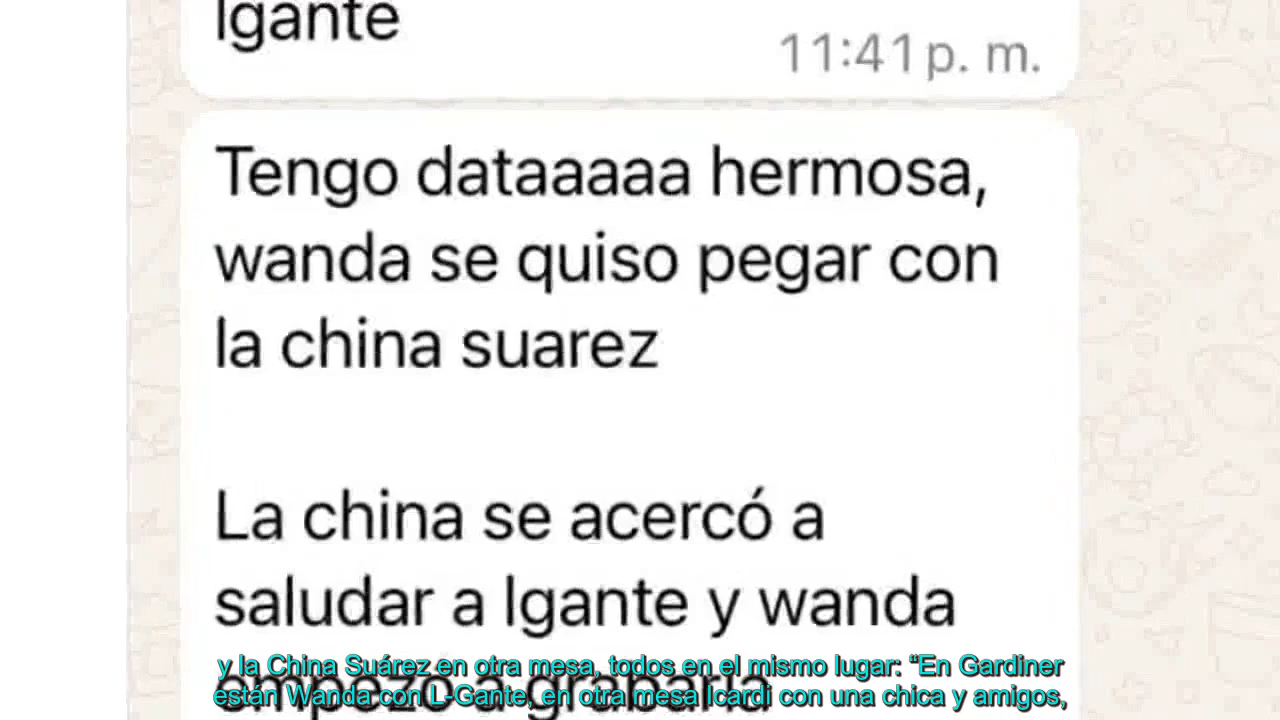 lgante
11:41 p. m.
Tengo dataaaaa hermosa,
wanda se quiso pegar con
la china suarez
La china se acercó a
saludar a lgante y wanda
empezó a grabarla
y la China Suárez en otra mesa, todos en el mismo lugar: “En Gardiner
están Wanda con L-Gante, en otra mesa Icardi con una chica y amigos,